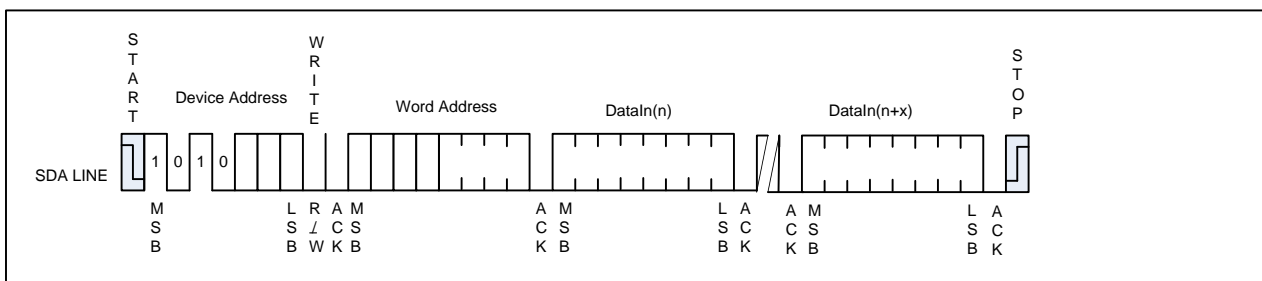 START
WRITE
STOP
Device Address
Word Address
DataIn(n)
DataIn(n+x)
SDA LINE
1 0 1 0
MSB
LSB
R/W
ACK
MSB
ACK
MSB
LSB
ACK
ACK
MSB
LSB
ACK